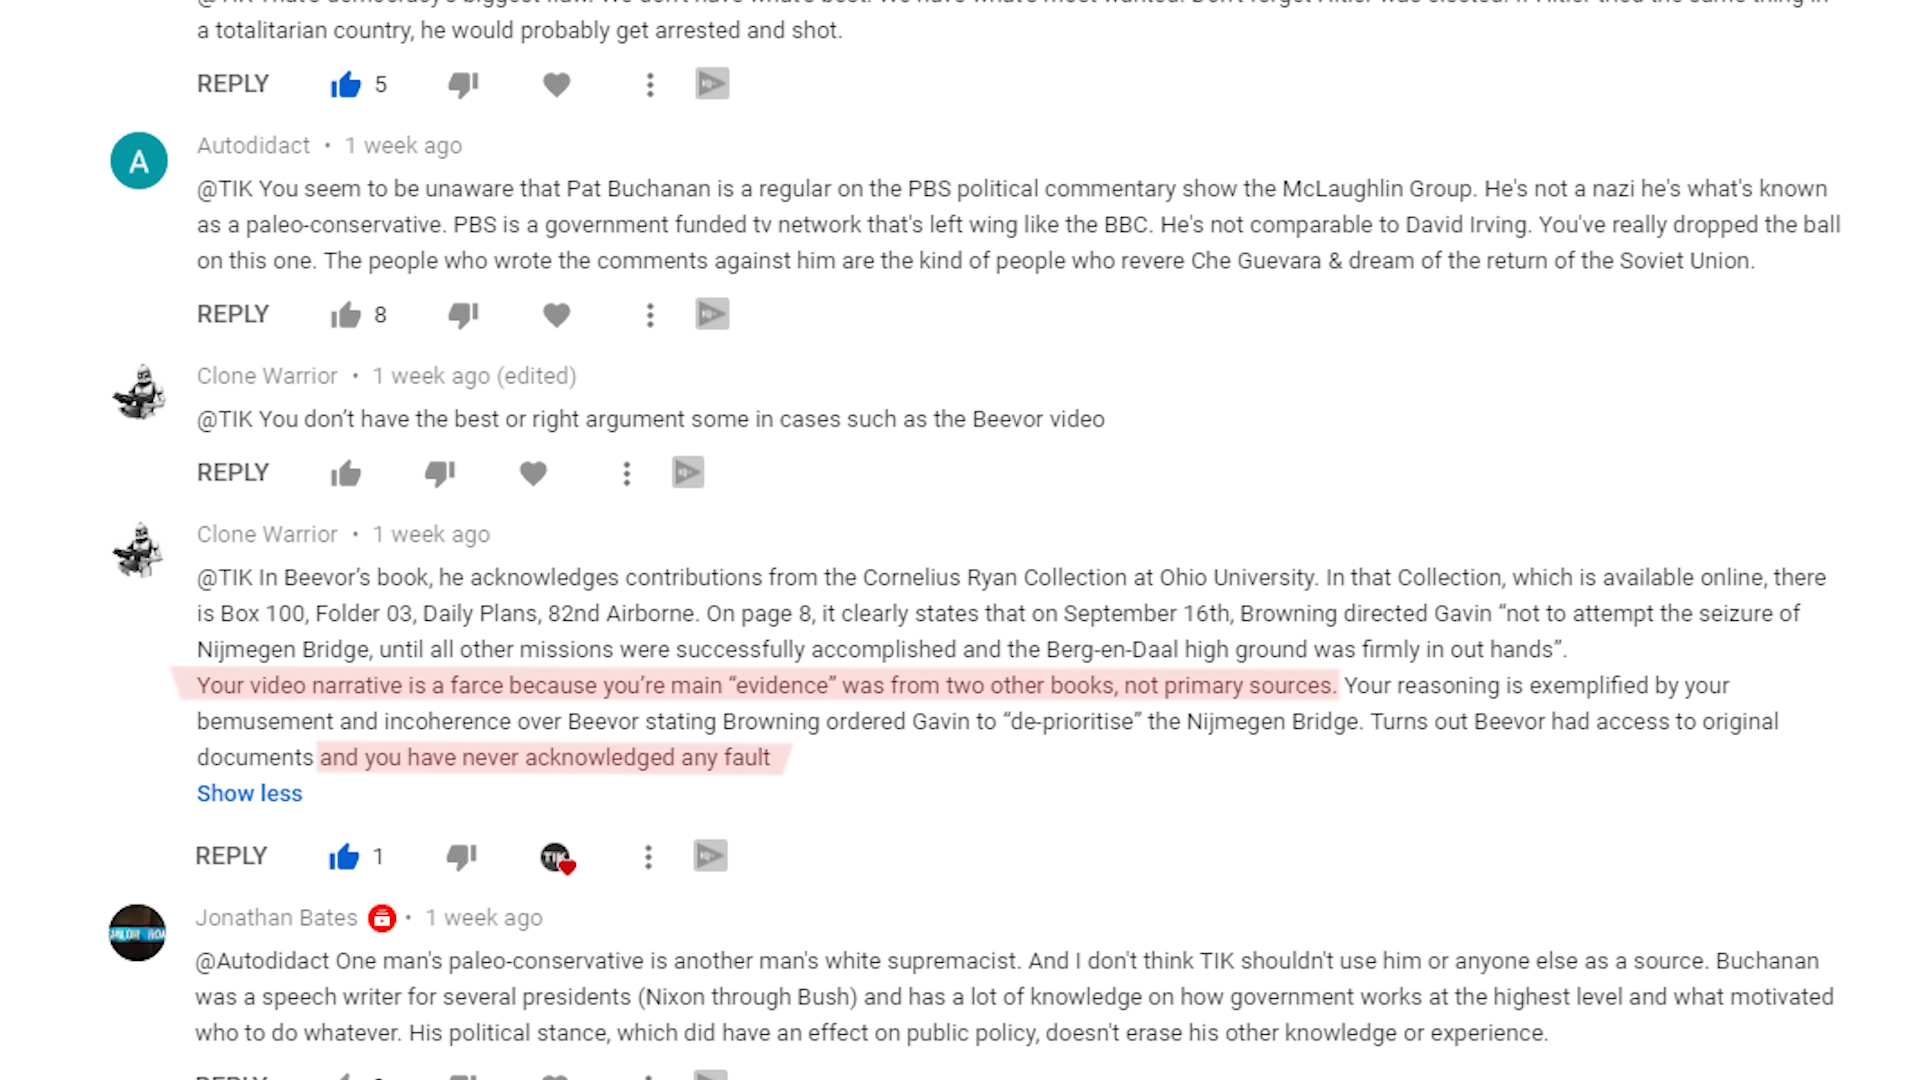 a totalitarian country, he would probably get arrested and shot.
REPLY 5
A
Autodidact • 1 week ago
@TIK You seem to be unaware that Pat Buchanan is a regular on the PBS political commentary show the McLaughlin Group. He's not a nazi he's what's known
as a paleo-conservative. PBS is a government funded tv network that's left wing like the BBC. He's not comparable to David Irving. You've really dropped the ball
on this one. The people who wrote the comments against him are the kind of people who revere Che Guevara & dream of the return of the Soviet Union.
REPLY 8
Clone Warrior • 1 week ago (edited)
@TIK You don’t have the best or right argument some in cases such as the Beevor video
REPLY
Clone Warrior • 1 week ago
@TIK In Beevor’s book, he acknowledges contributions from the Cornelius Ryan Collection at Ohio University. In that Collection, which is available online, there
is Box 100, Folder 03, Daily Plans, 82nd Airborne. On page 8, it clearly states that on September 16th, Browning directed Gavin “not to attempt the seizure of
Nijmegen Bridge, until all other missions were successfully accomplished and the Berg-en-Daal high ground was firmly in out hands”.
Your video narrative is a farce because you’re main “evidence” was from two other books, not primary sources. Your reasoning is exemplified by your
bemusement and incoherence over Beevor stating Browning ordered Gavin to “de-prioritise” the Nijmegen Bridge. Turns out Beevor had access to original
documents and you have never acknowledged any fault
Show less
REPLY 1 TIK
Jonathan Bates • 1 week ago
@Autodidact One man's paleo-conservative is another man's white supremacist. And I don't think TIK shouldn't use him or anyone else as a source. Buchanan
was a speech writer for several presidents (Nixon through Bush) and has a lot of knowledge on how government works at the highest level and what motivated
who to do whatever. His political stance, which did have an effect on public policy, doesn't erase his other knowledge or experience.